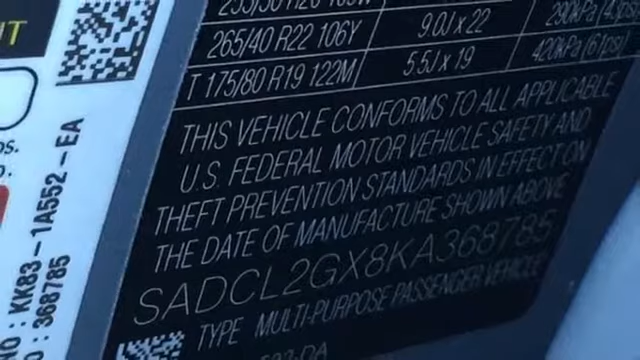 265/40 R22 106Y 9.0J x 22 290kPa
T 175/80 R19 122M 5.5J x 19 420kPa (61psi)
THIS VEHICLE CONFORMS TO ALL APPLICABLE
U.S. FEDERAL MOTOR VEHICLE SAFETY AND
THEFT PREVENTION STANDARDS IN EFFECT ON
THE DATE OF MANUFACTURE SHOWN ABOVE
SADCL2GX8KA368785
TYPE MULTI-PURPOSE PASSENGER VEHICLE
KK83-1A552-EA
368785